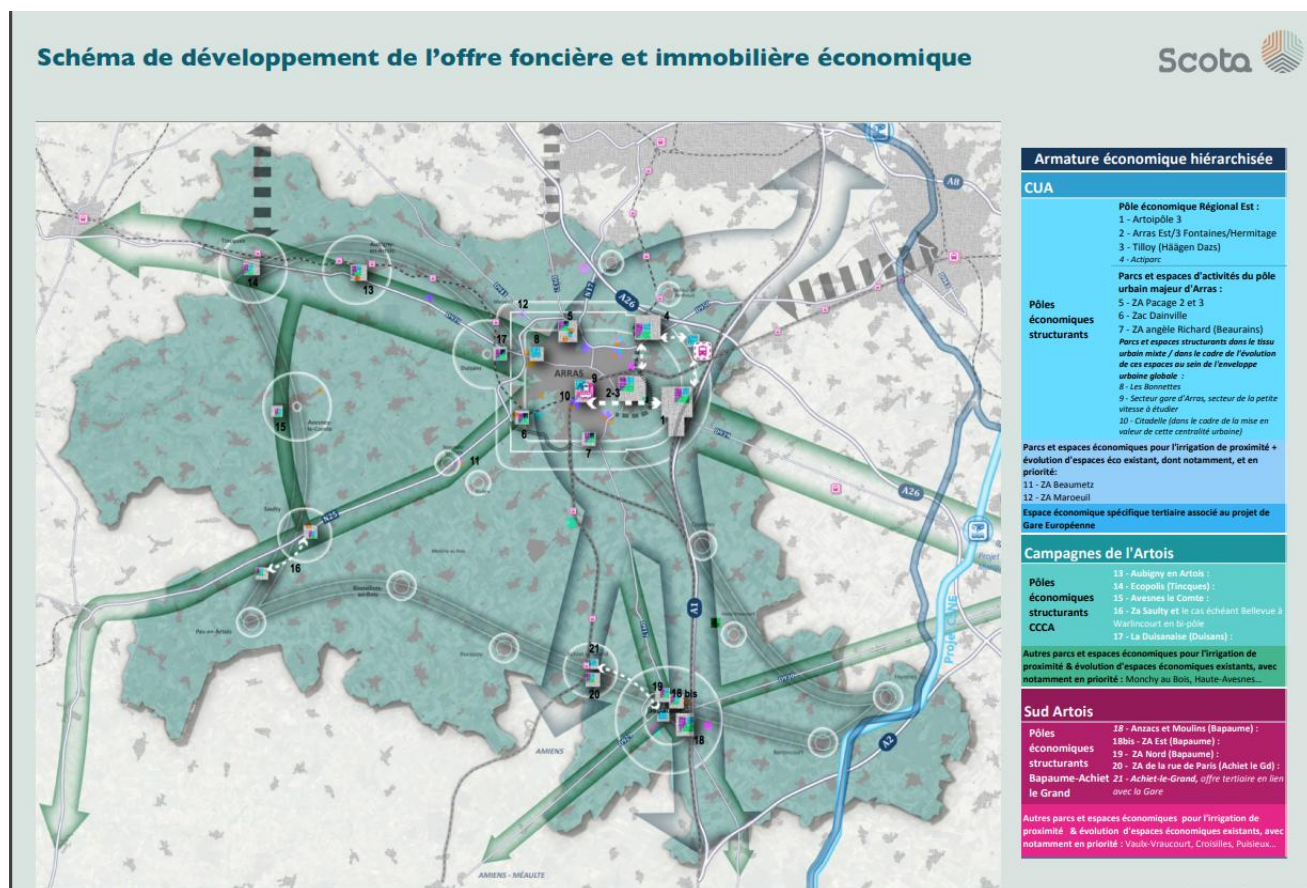 Schéma de développement de l'offre foncière et immobilière économique
Scota
Armature économique hiérarchisée
CUA
Pôles
économiques
structurants
Pôle économique Régional Est :
1 - Artoipôle 3
2 - Arras Est/3 Fontaines/Hermitage
3 - Tilloy (Häägen Dazs)
4 - Actiparc
Parcs et espaces d'activités du pôle
urbain majeur d'Arras :
5 - ZA Pacage 2 et 3
6 - Zac Dainville
7 - ZA angèle Richard (Beaurains)
Parcs et espaces structurants dans le tissu
urbain mixte / dans le cadre de l'évolution
de ces espaces au sein de l'enveloppe
urbaine globale :
8 - Les Bonnettes
9 - Secteur gare d'Arras, secteur de la petite
vitesse à étudier
10 - Citadelle (dans le cadre de la mise en
valeur de cette centralité urbaine)
Parcs et espaces économiques pour l'irrigation de proximité +
évolution d'espaces éco existant, dont notamment, et en
priorité:
11 - ZA Beaumetz
12 - ZA Maroeuil
Espace économique spécifique tertiaire associé au projet de
Gare Européenne
Campagnes de l'Artois
Pôles
économiques
structurants
CCCA
13 - Aubigny en Artois :
14 - Ecopolis (Tincques) :
15 - Avesnes le Comte :
16 - Za Saulty et le cas échéant Bellevue à
Warlincourt en bi-pôle
17 - La Duisanaise (Duisans) :
Autres parcs et espaces économiques pour l'irrigation de
proximité & évolution d'espaces économiques existants, avec
notamment en priorité : Monchy au Bois, Haute-Avesnes...
Sud Artois
Pôles
économiques
structurants
Bapaume-Achiet
le Grand
18 - Anzacs et Moulins (Bapaume) :
18bis - ZA Est (Bapaume) :
19 - ZA Nord (Bapaume) :
20 - ZA de la rue de Paris (Achiet le Gd) :
21 - Achiet-le-Grand, offre tertiaire en lien
avec la Gare
Autres parcs et espaces économiques pour l'irrigation de
proximité & évolution d'espaces économiques existants, avec
notamment en priorité : Vaulx-Vraucourt, Croisilles, Puisieux...
A8
A26
14
13
12
5
4
17
8
ARRAS
Duisans
9
10
2-3
1
6
7
15
11
A26
N25
Saulty
16
Pas-en-Artois
A1
21
20
19
18 bis
18
A2
Bertincourt
AMIENS
AMIENS - MÉAULTE